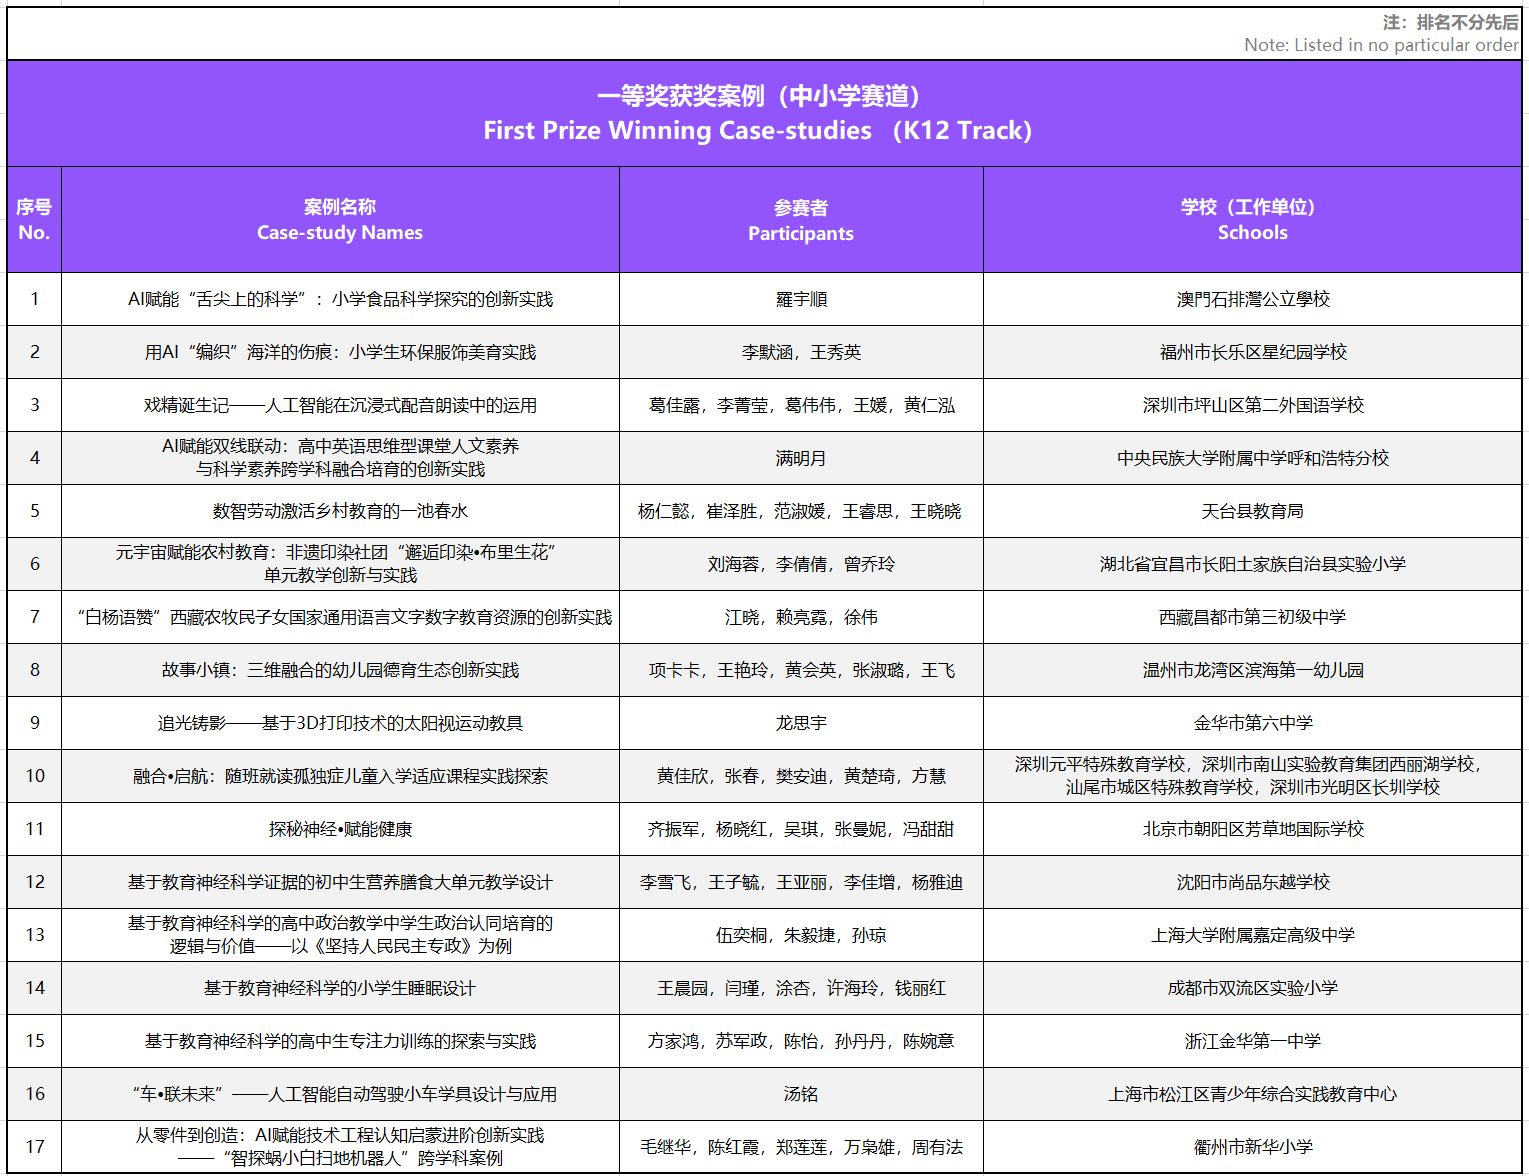 注：排名不分先后
Note: Listed in no particular order
一等奖获奖案例（中小学赛道）
First Prize Winning Case-studies （K12 Track）
序号 案例名称 参赛者 学校（工作单位）
No. Case-study Names Participants Schools
1 AI赋能“舌尖上的科学”：小学食品科学探究的创新实践 羅宇順 澳門石排灣公立學校
2 用AI“编织”海洋的伤痕：小学生环保服饰美育实践 李默涵，王秀英 福州市长乐区星纪园学校
3 戏精诞生记——人工智能在沉浸式配音朗读中的运用 葛佳露，李菁莹，葛伟伟，王媛，黄仁泓 深圳市坪山区第二外国语学校
4 AI赋能双线联动：高中英语思维型课堂人文素养
与科学素养跨学科融合培育的创新实践 满明月 中央民族大学附属中学呼和浩特分校
5 数智劳动激活乡村教育的一池春水 杨仁懿，崔泽胜，范淑媛，王睿思，王晓晓 天台县教育局
6 元宇宙赋能农村教育：非遗印染社团“邂逅印染•布里生花”
单元教学创新与实践 刘海蓉，李倩倩，曾乔玲 湖北省宜昌市长阳土家族自治县实验小学
7 “白杨语赞”西藏农牧民子女国家通用语言文字数字教育资源的创新实践 江晓，赖亮霓，徐伟 西藏昌都市第三初级中学
8 故事小镇：三维融合的幼儿园德育生态创新实践 项卡卡，王艳玲，黄会英，张淑璐，王飞 温州市龙湾区滨海第一幼儿园
9 追光铸影——基于3D打印技术的太阳视运动教具 龙思宇 金华市第六中学
10 融合•启航：随班就读孤独症儿童入学适应课程实践探索 黄佳欣，张春，樊安迪，黄楚琦，方慧 深圳元平特殊教育学校，深圳市南山实验教育集团西丽湖学校，
汕尾市城区特殊教育学校，深圳市光明区长圳学校
11 探秘神经•赋能健康 齐振军，杨晓红，吴琪，张曼妮，冯甜甜 北京市朝阳区芳草地国际学校
12 基于教育神经科学证据的初中生营养膳食大单元教学设计 李雪飞，王子毓，王亚丽，李佳增，杨雅迪 沈阳市尚品东越学校
13 基于教育神经科学的高中政治教学中学生政治认同培育的
逻辑与价值——以《坚持人民民主专政》为例 伍奕桐，朱毅捷，孙琼 上海大学附属嘉定高级中学
14 基于教育神经科学的小学生睡眠设计 王晨园，闫瑾，涂杏，许海玲，钱丽红 成都市双流区实验小学
15 基于教育神经科学的高中生专注力训练的探索与实践 方家鸿，苏军政，陈怡，孙丹丹，陈婉意 浙江金华第一中学
16 “车•联未来”——人工智能自动驾驶小车学具设计与应用 汤铭 上海市松江区青少年综合实践教育中心
17 从零件到创造：AI赋能技术工程认知启蒙进阶创新实践
——“智探蜗小白扫地机器人”跨学科案例 毛继华，陈红霞，郑莲莲，万枭雄，周有法 衢州市新华小学